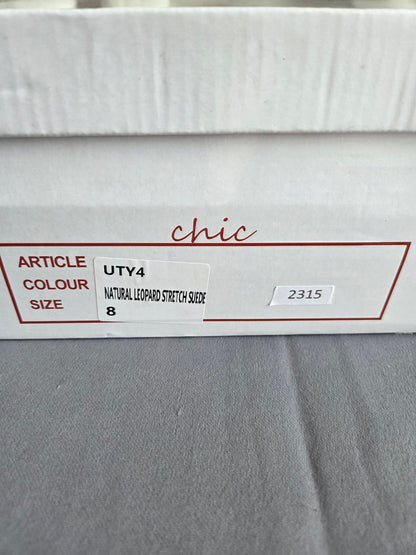 chic
ARTICLE UTY4
COLOUR NATURAL LEOPARD STRETCH SUEDE
SIZE 8
2315